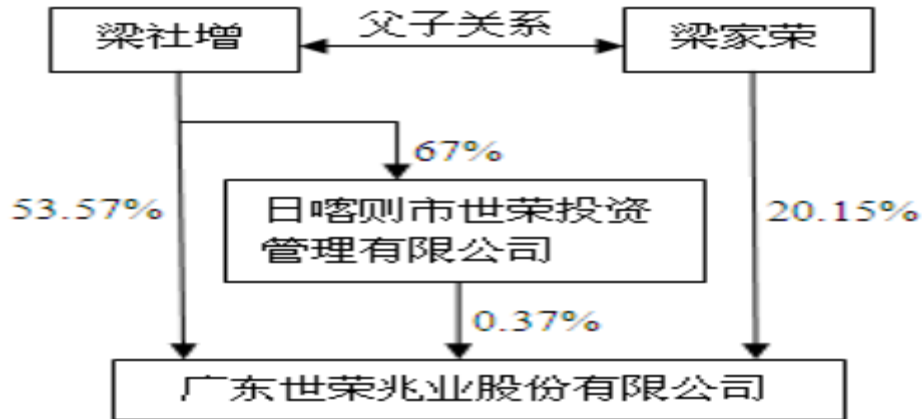 梁社增
父子关系
梁家荣
67%
53.57%
日喀则市世荣投资
管理有限公司
20.15%
0.37%
广东世荣兆业股份有限公司